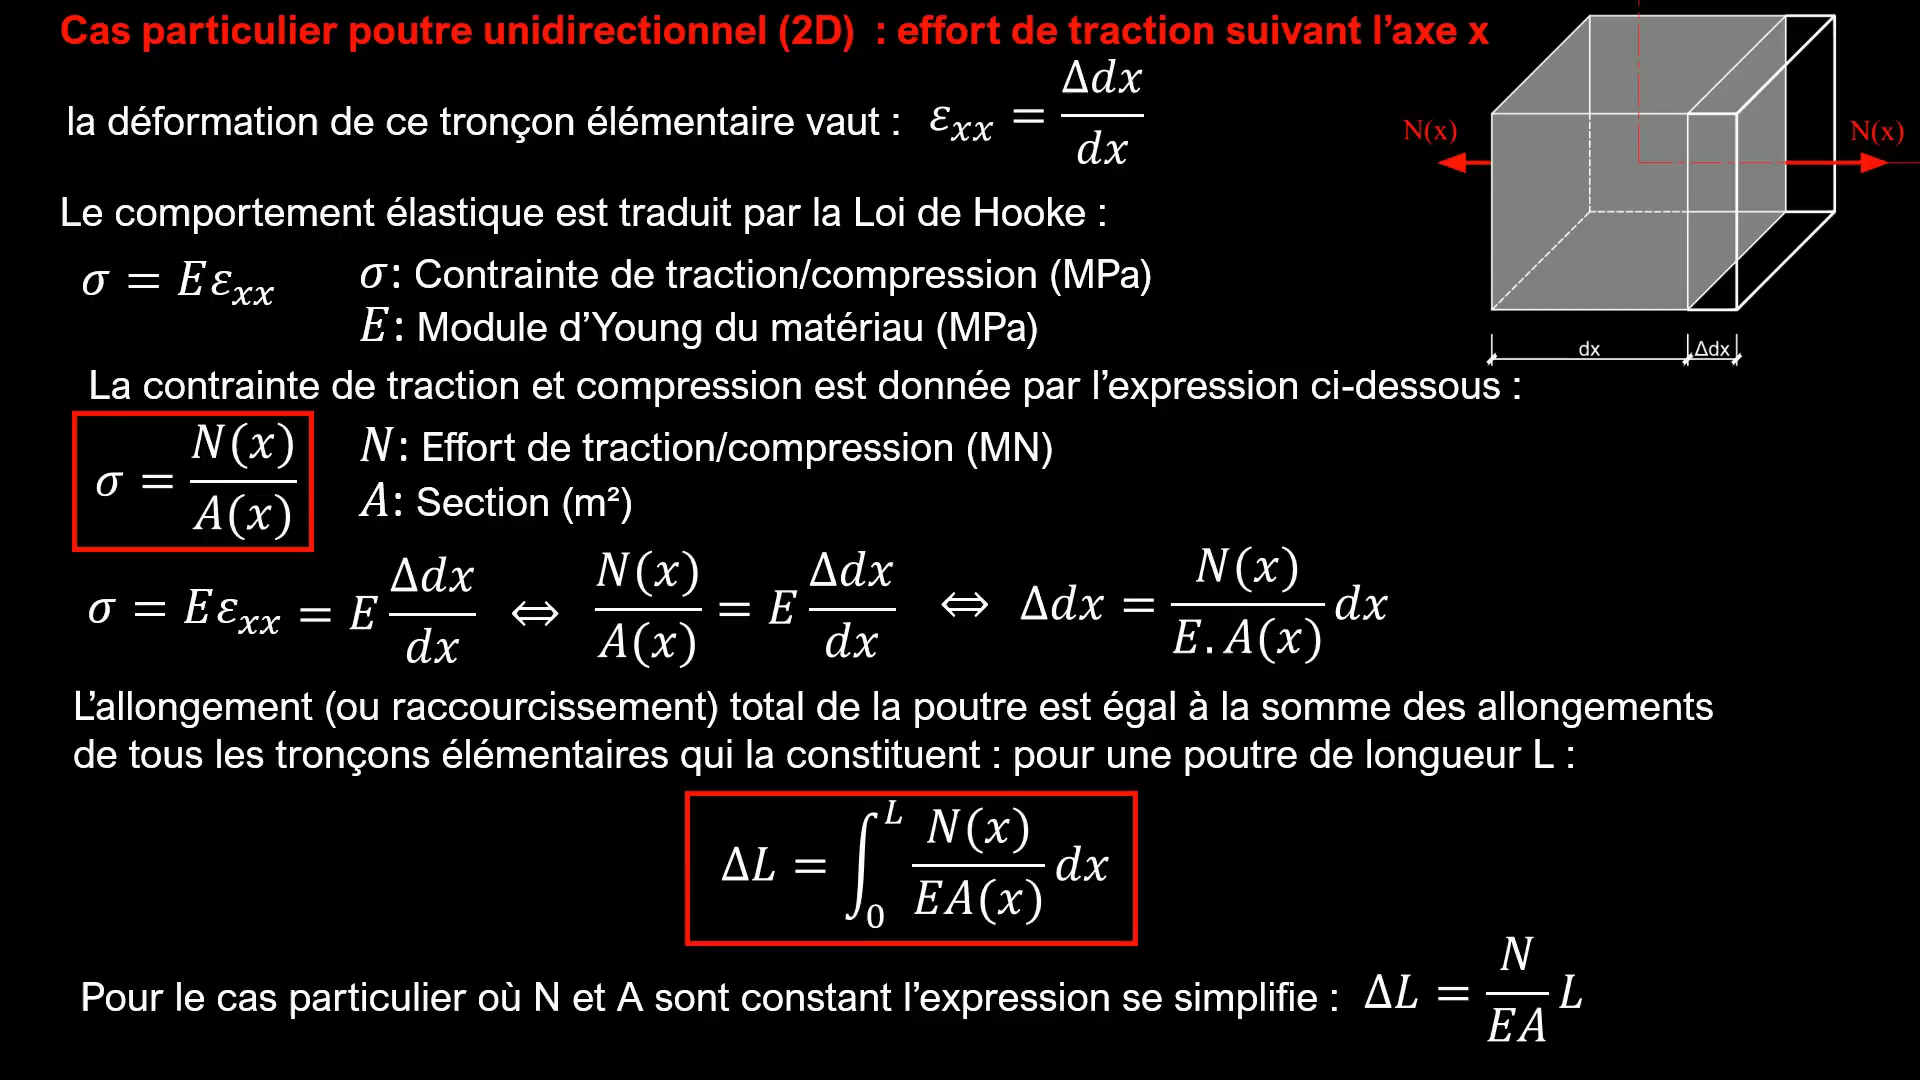 Cas particulier poutre unidirectionnel (2D) : effort de traction suivant l'axe x
la déformation de ce tronçon élémentaire vaut : ε_xx = Δdx / dx
N(x)
N(x)
Le comportement élastique est traduit par la Loi de Hooke :
σ = Eε_xx
σ: Contrainte de traction/compression (MPa)
E: Module d'Young du matériau (MPa)
dx
Δdx
La contrainte de traction et compression est donnée par l'expression ci-dessous :
σ = N(x) / A(x)
N: Effort de traction/compression (MN)
A: Section (m²)
σ = Eε_xx = E Δdx / dx ⇔ N(x) / A(x) = E Δdx / dx ⇔ Δdx = N(x) / E.A(x) dx
L'allongement (ou raccourcissement) total de la poutre est égal à la somme des allongements
de tous les tronçons élémentaires qui la constituent : pour une poutre de longueur L :
ΔL = ∫_0^L N(x) / EA(x) dx
Pour le cas particulier où N et A sont constant l'expression se simplifie : ΔL = N / EA L